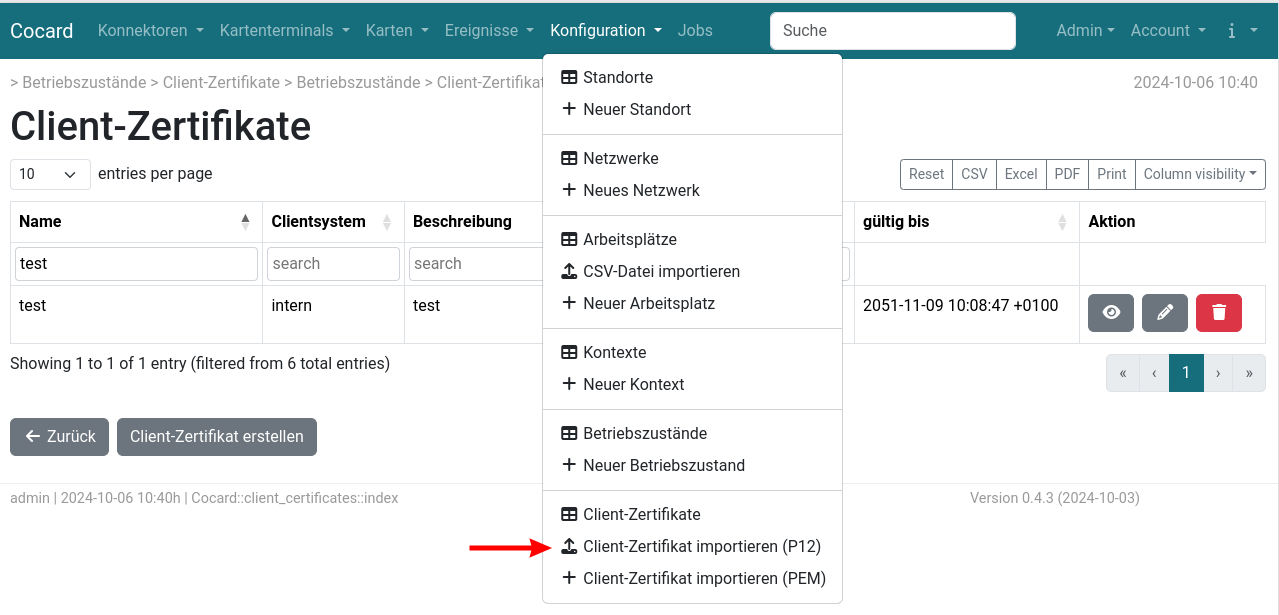 Cocard Konnektoren Kartenterminals Karten Ereignisse Konfiguration Jobs Suche Admin Account i
> Betriebszustände > Client-Zertifikate > Betriebszustände > Client-Zertifikat 2024-10-06 10:40
Client-Zertifikate
10 entries per page
Reset CSV Excel PDF Print Column visibility
Name Clientsystem Beschreibung gültig bis Aktion
test search search
test intern test 2051-11-09 10:08:47 +0100
Showing 1 to 1 of 1 entry (filtered from 6 total entries)
« ‹ 1 › »
Zurück Client-Zertifikat erstellen
admin | 2024-10-06 10:40h | Cocard::client_certificates::index
Version 0.4.3 (2024-10-03)
Standorte
Neuer Standort
Netzwerke
Neues Netzwerk
Arbeitsplätze
CSV-Datei importieren
Neuer Arbeitsplatz
Kontexte
Neuer Kontext
Betriebszustände
Neuer Betriebszustand
Client-Zertifikate
Client-Zertifikat importieren (P12)
Client-Zertifikat importieren (PEM)